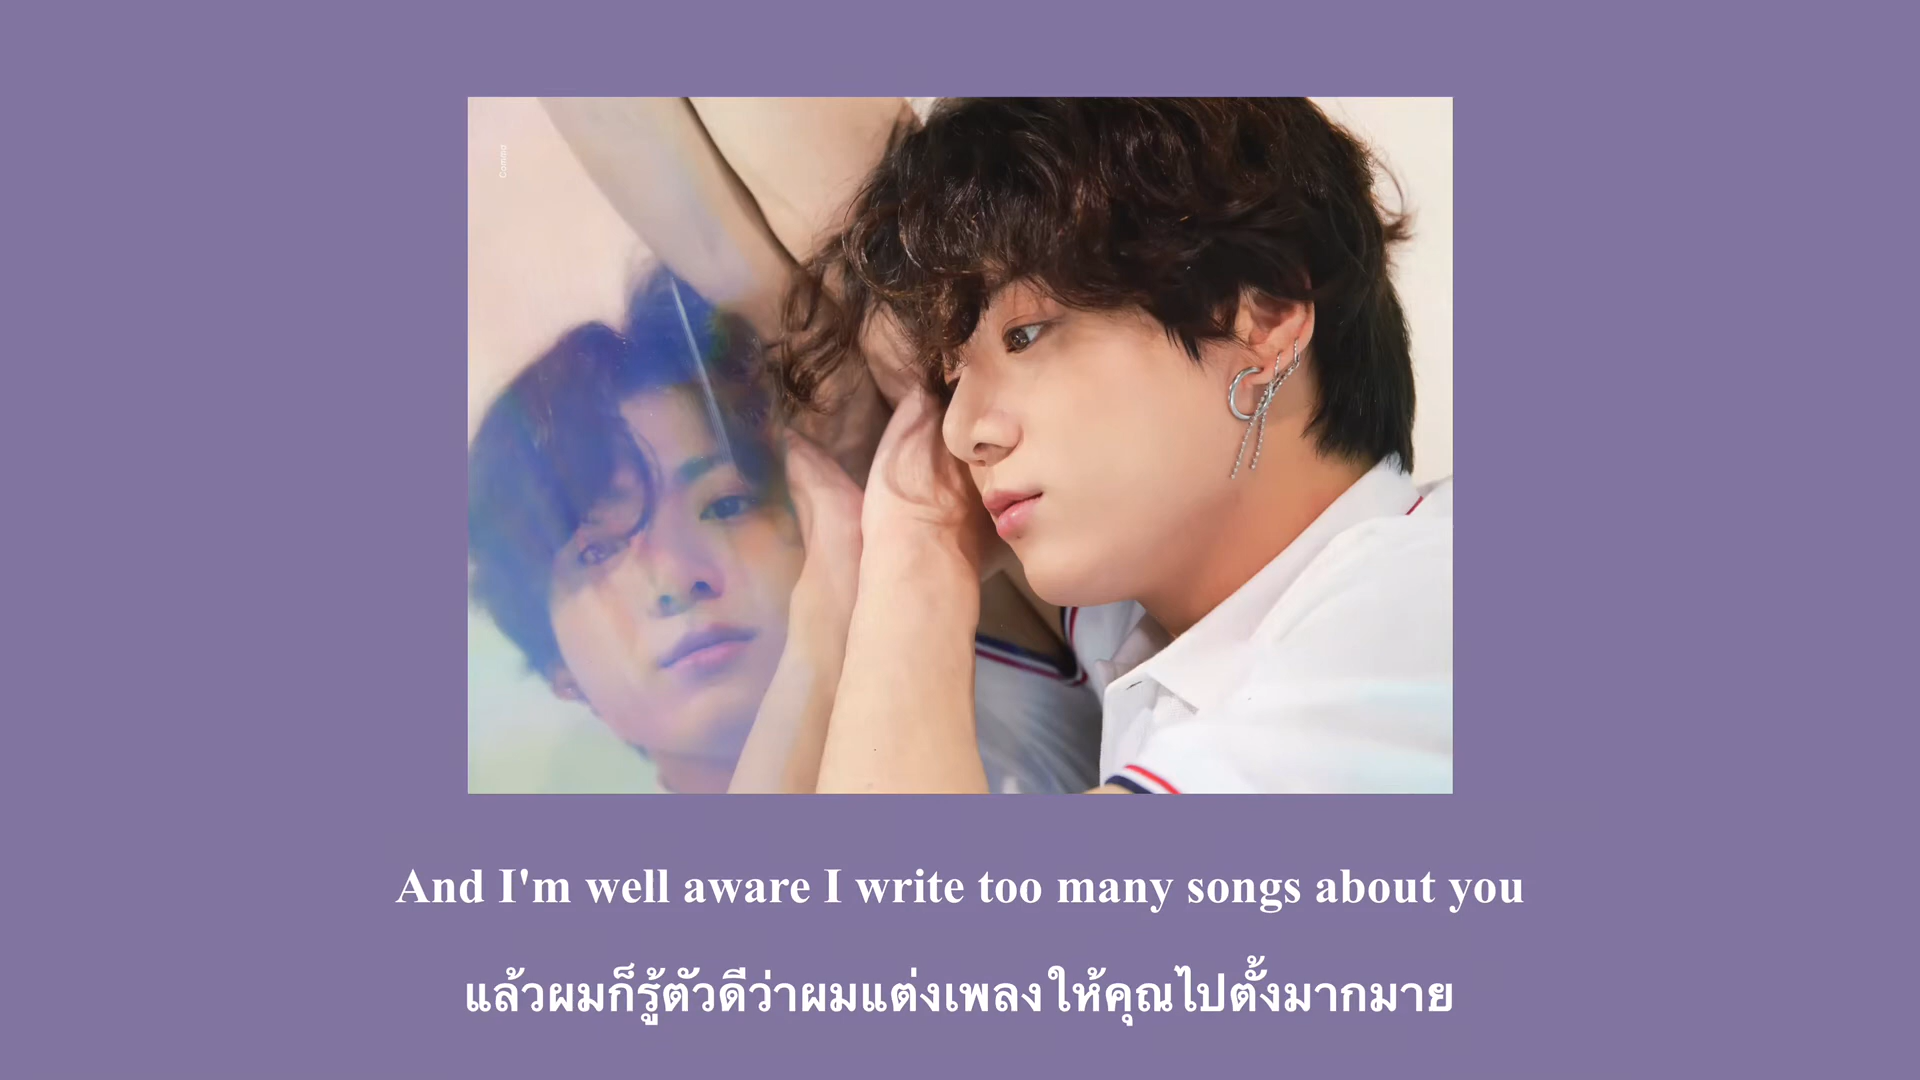 Comma
And I'm well aware I write too many songs about you
แล้วผมก็รู้ตัวดีว่าผมแต่งเพลงให้คุณไปตั้งมากมาย